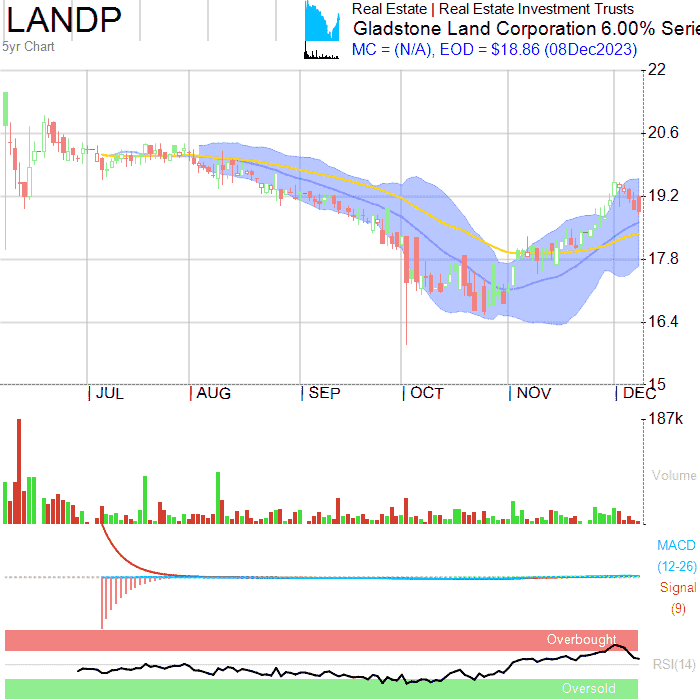 LANDP
5yr Chart
Real Estate | Real Estate Investment Trusts
Gladstone Land Corporation 6.00% Serie
MC = (N/A), EOD = $18.86 (08Dec2023)
22
20.6
19.2
17.8
16.4
15
JUL
AUG
SEP
OCT
NOV
DEC
187k
Volume
MACD
(12-26)
Signal
(9)
Overbought
RSI(14)
Oversold